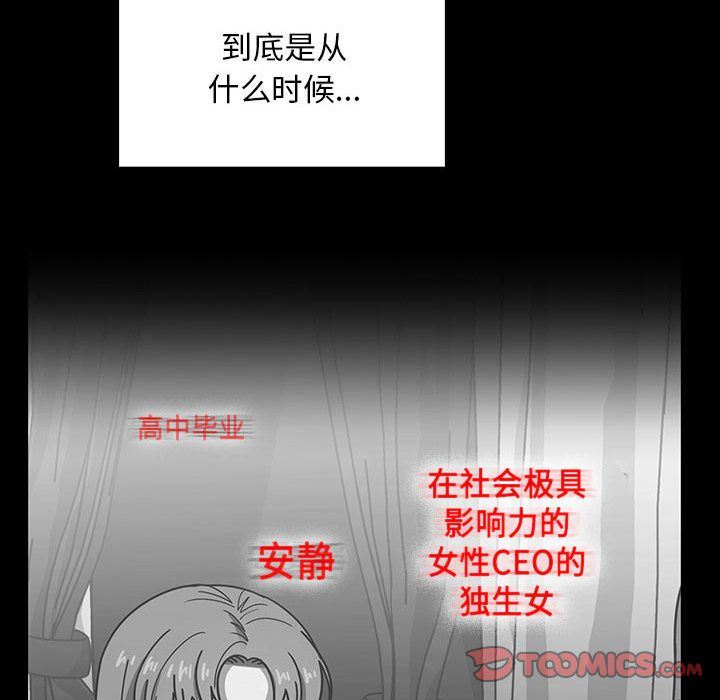 到底是从
什么时候...
高中毕业
在社会极具
影响力的
女性CEO的
独生女
安静
TOOMICS.COM